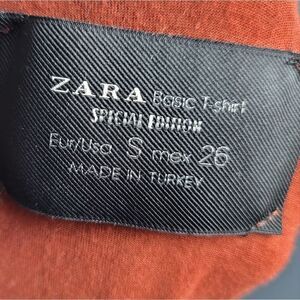 ZARA Basic T-shirt
SPECIAL EDITION
Eur/Usa S mex 26
MADE IN TURKEY